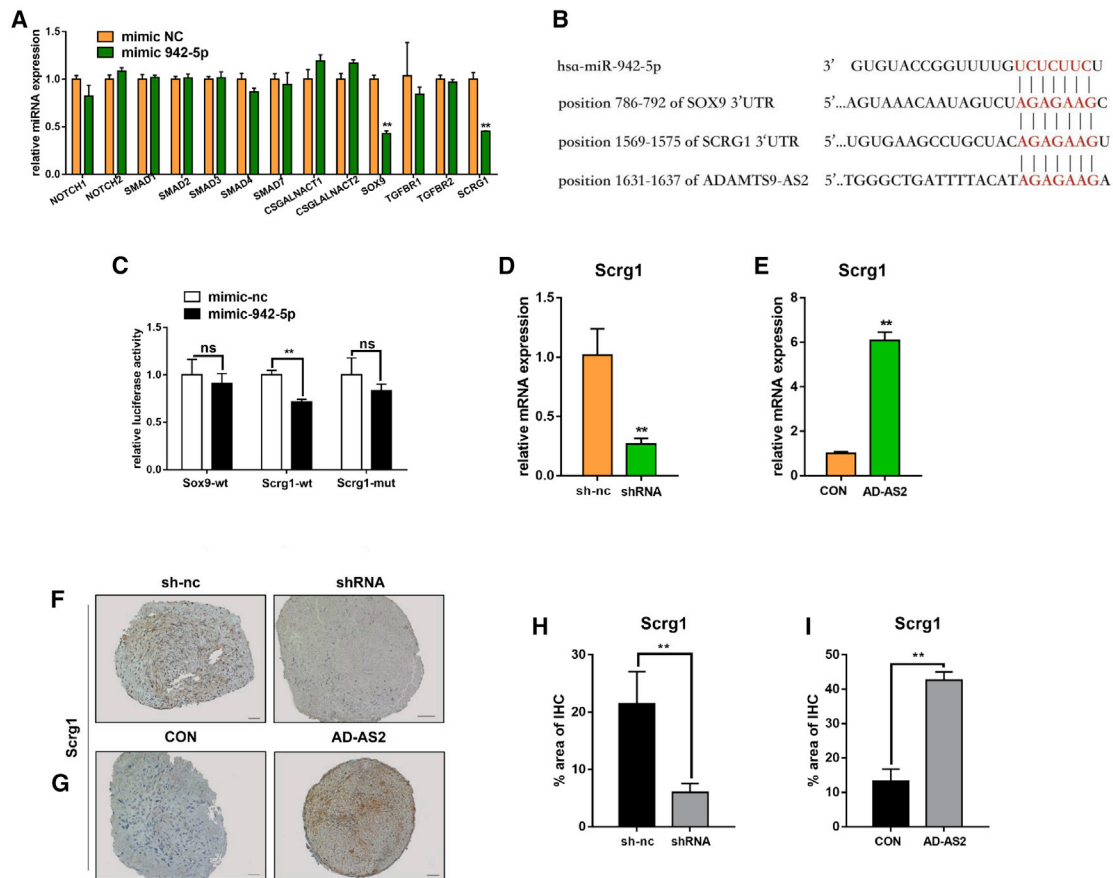 A
mimic NC
mimic 942-5p
relative miRNA expression
1.5
1.0
0.5
0.0
**
**
NOTCH1
NOTCH2
SMAD1
SMAD2
SMAD3
SMAD4
SMAD7
CSGALNACT1
CSGLALNACT2
SOX9
TGFBR1
TGFBR2
SCRG1
B
hsa-miR-942-5p 3' GUGUACCGGUUUUGUCUCUUCU
position 786-792 of SOX9 3'UTR 5'...AGUAAACAAUAGUCUAGAGAAGC
position 1569-1575 of SCRG1 3'UTR 5'...UGUGAAGCCUGCUACAGAGAAGU
position 1631-1637 of ADAMTS9-AS2 5'...TGGGCTGATTTTACATAGAGAAGA
C
mimic-nc
mimic-942-5p
relative luciferase activity
1.5
1.0
0.5
0.0
ns
**
ns
Sox9-wt
Scrg1-wt
Scrg1-mut
D
Scrg1
relative mRNA expression
1.5
1.0
0.5
0.0
**
sh-nc
shRNA
E
Scrg1
relative mRNA expression
8
6
4
2
0
**
CON
AD-AS2
F
sh-nc
shRNA
Scrg1
G
CON
AD-AS2
H
Scrg1
% area of IHC
30
20
10
0
**
sh-nc
shRNA
I
Scrg1
% area of IHC
50
40
30
20
10
0
**
CON
AD-AS2